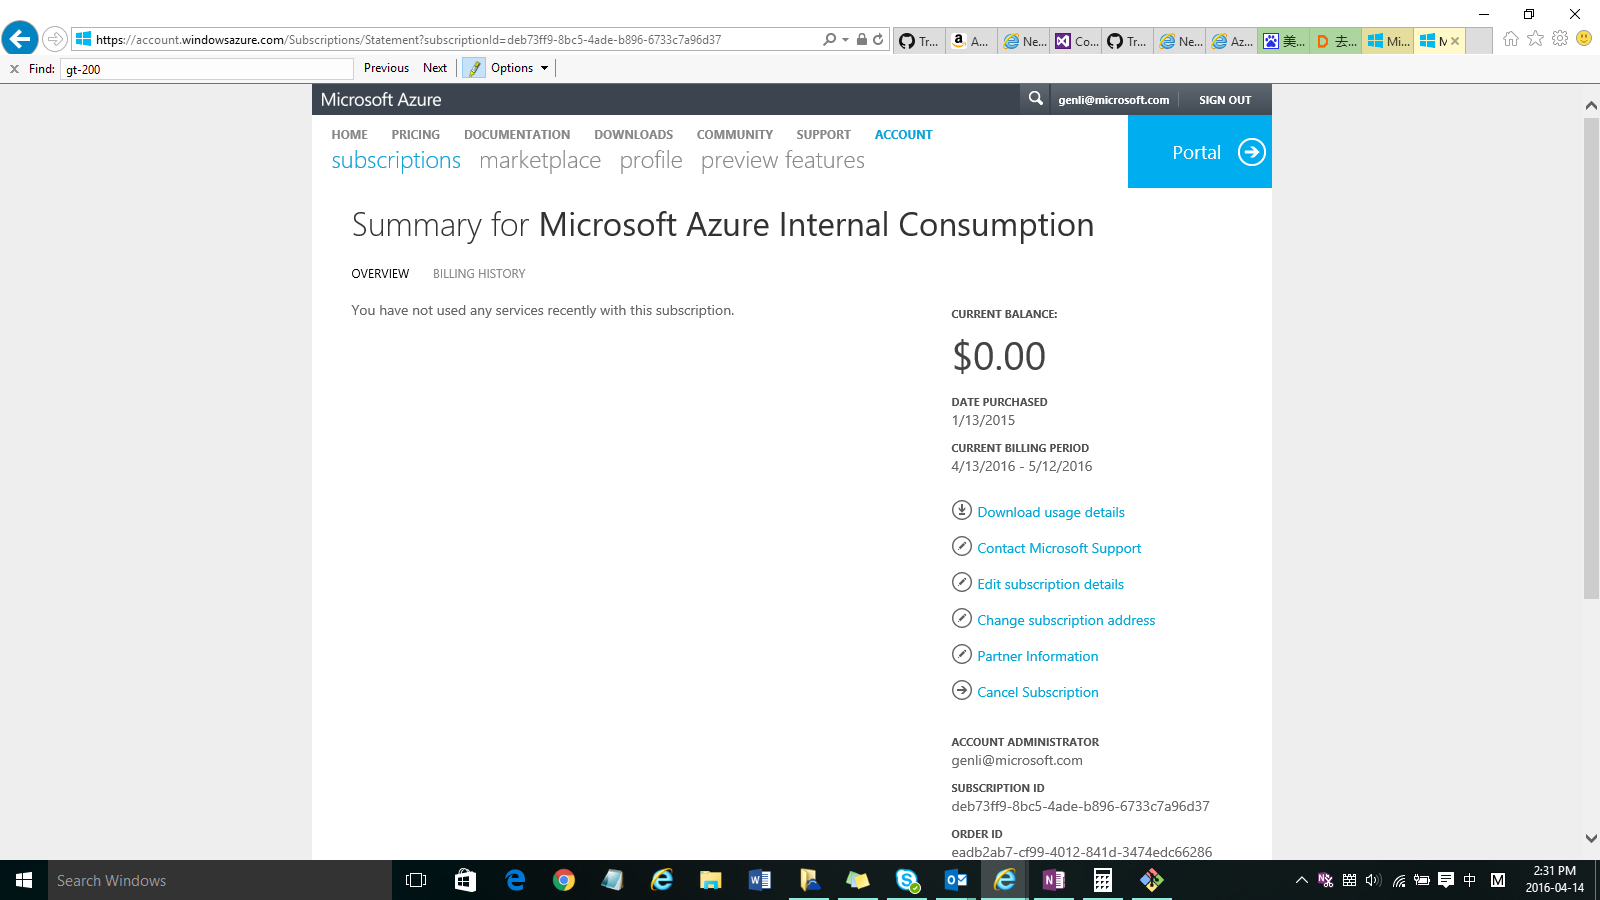 https://account.windowsazure.com/Subscriptions/Statement?subscriptionId=deb73ff9-8bc5-4ade-b896-6733c7a96d37
Tr... A... Ne... Co... Tr... Ne... Az... 美... 去... Mi... M
Find: gt-200 Previous Next Options
Microsoft Azure genli@microsoft.com SIGN OUT
HOME PRICING DOCUMENTATION DOWNLOADS COMMUNITY SUPPORT ACCOUNT
subscriptions marketplace profile preview features
Portal
Summary for Microsoft Azure Internal Consumption
OVERVIEW BILLING HISTORY
You have not used any services recently with this subscription.
CURRENT BALANCE:
$0.00
DATE PURCHASED
1/13/2015
CURRENT BILLING PERIOD
4/13/2016 - 5/12/2016
Download usage details
Contact Microsoft Support
Edit subscription details
Change subscription address
Partner Information
Cancel Subscription
ACCOUNT ADMINISTRATOR
genli@microsoft.com
SUBSCRIPTION ID
deb73ff9-8bc5-4ade-b896-6733c7a96d37
ORDER ID
eadb2ab7-cf99-4012-841d-3474edc66286
Search Windows
中 M
2:31 PM
2016-04-14